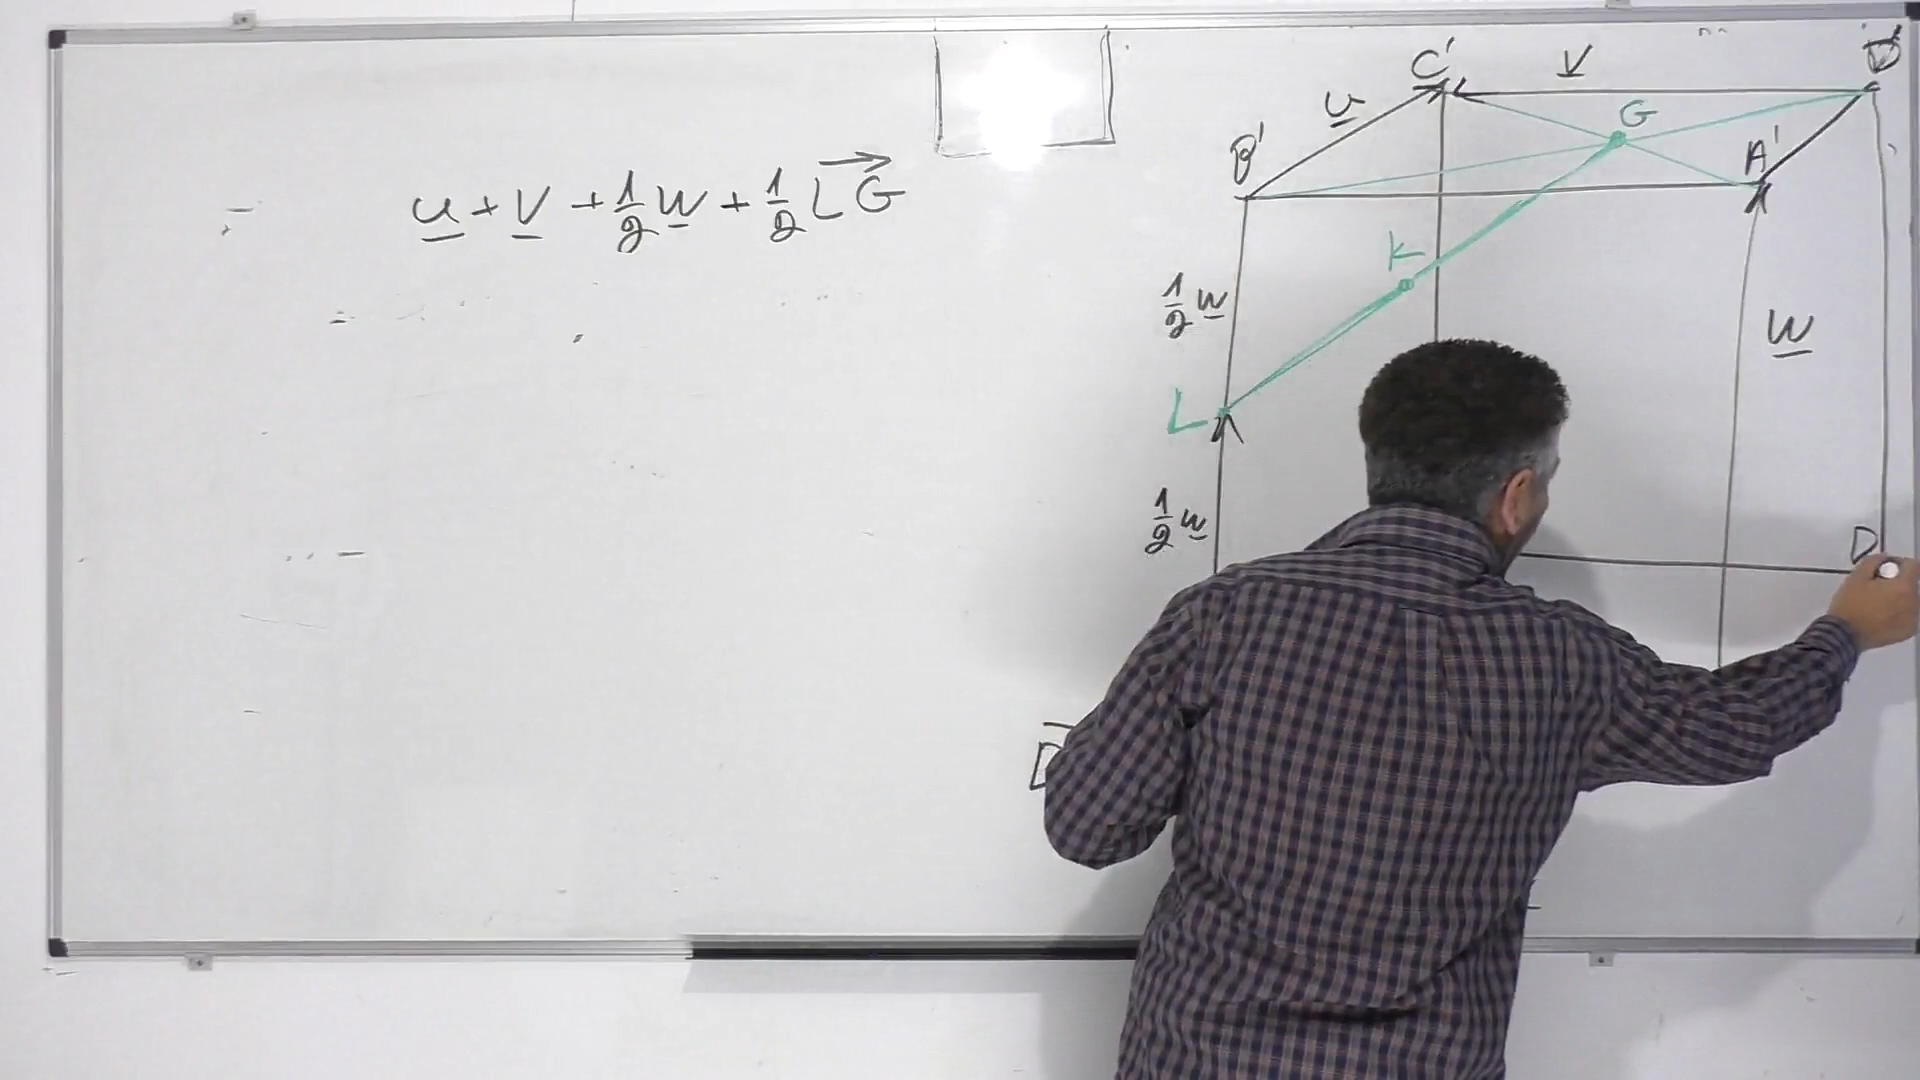 u + v + 1/2 w + 1/2 LG
C'
v
u
G
B'
A'
K
1/2 w
w
L
1/2 w
D
D